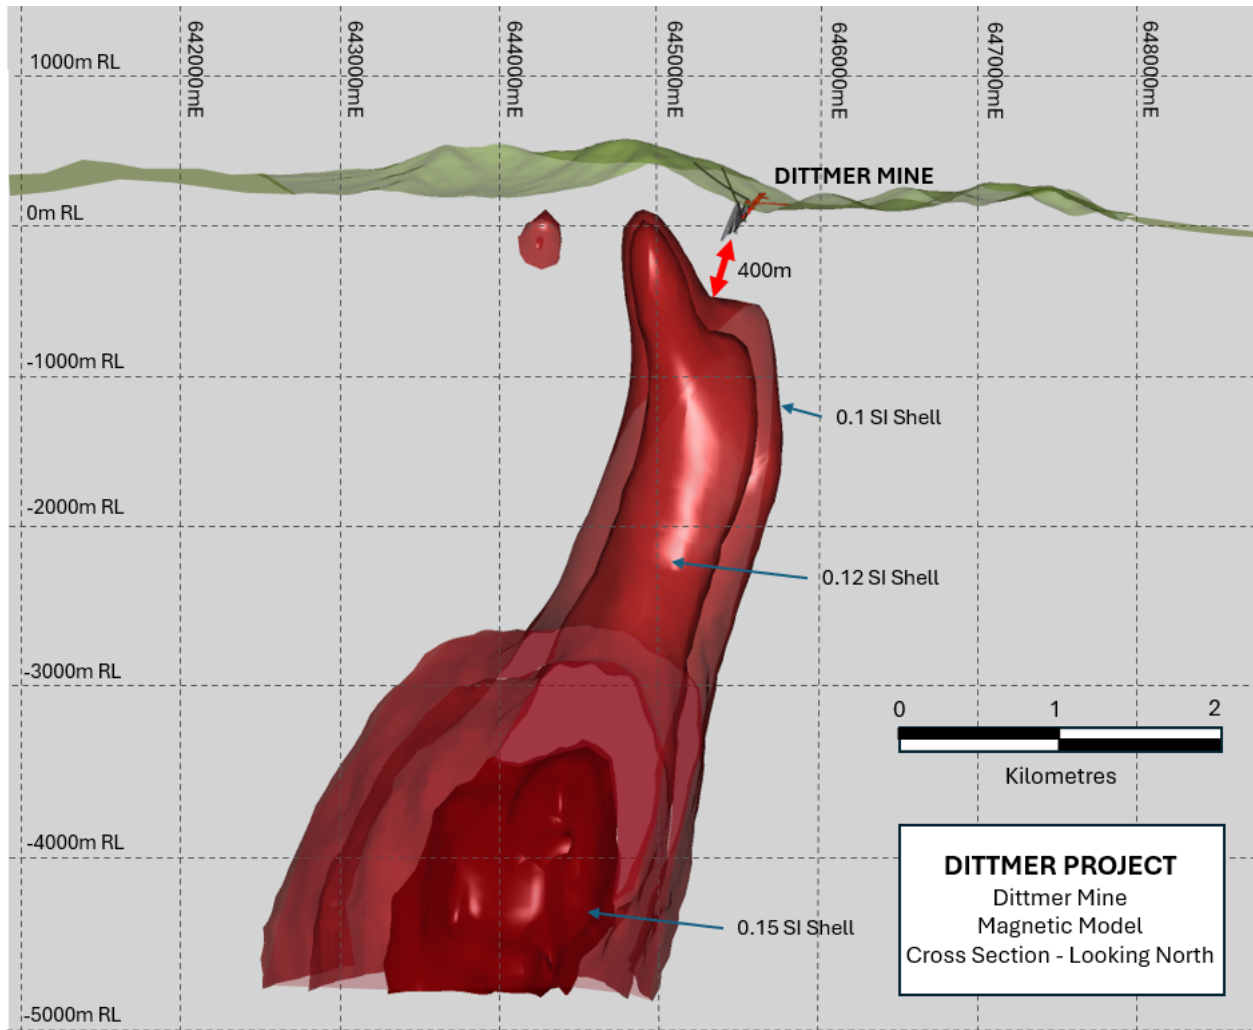 642000mE
643000mE
644000mE
645000mE
646000mE
647000mE
648000mE
1000m RL
DITTMER MINE
0m RL
400m
-1000m RL
0.1 SI Shell
-2000m RL
0.12 SI Shell
-3000m RL
0 1 2
Kilometres
-4000m RL
DITTMER PROJECT
Dittmer Mine
Magnetic Model
Cross Section - Looking North
0.15 SI Shell
-5000m RL